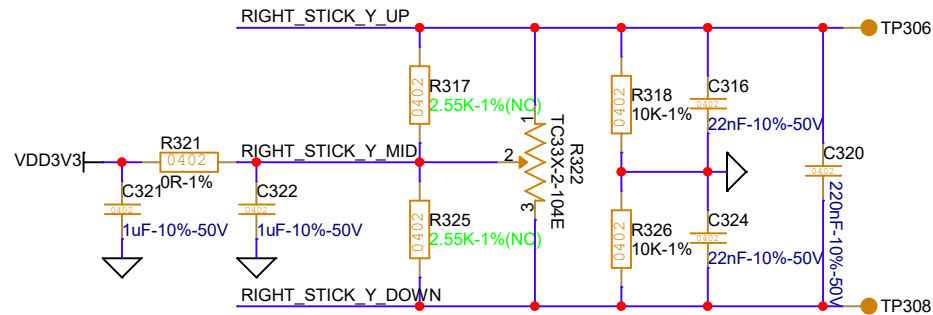 RIGHT_STICK_Y_UP
TP306
R317
0402
2.55K-1%(NC)
R318
0402
10K-1%
C316
0402
22nF-10%-50V
1
2
3
R322
TC33X-2-104E
VDD3V3
R321
0402
0R-1%
RIGHT_STICK_Y_MID
C320
0402
220nF-10%-50V
C321
0402
1uF-10%-50V
C322
0402
1uF-10%-50V
R325
0402
2.55K-1%(NC)
R326
0402
10K-1%
C324
0402
22nF-10%-50V
RIGHT_STICK_Y_DOWN
TP308